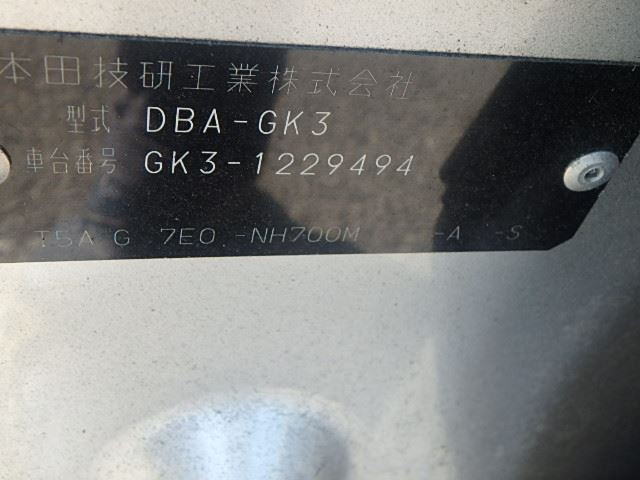 本田技研工業株式会社
型式 DBA-GK3
車台番号 GK3-1229494
T5A G 7E0 -NH700M -A -S